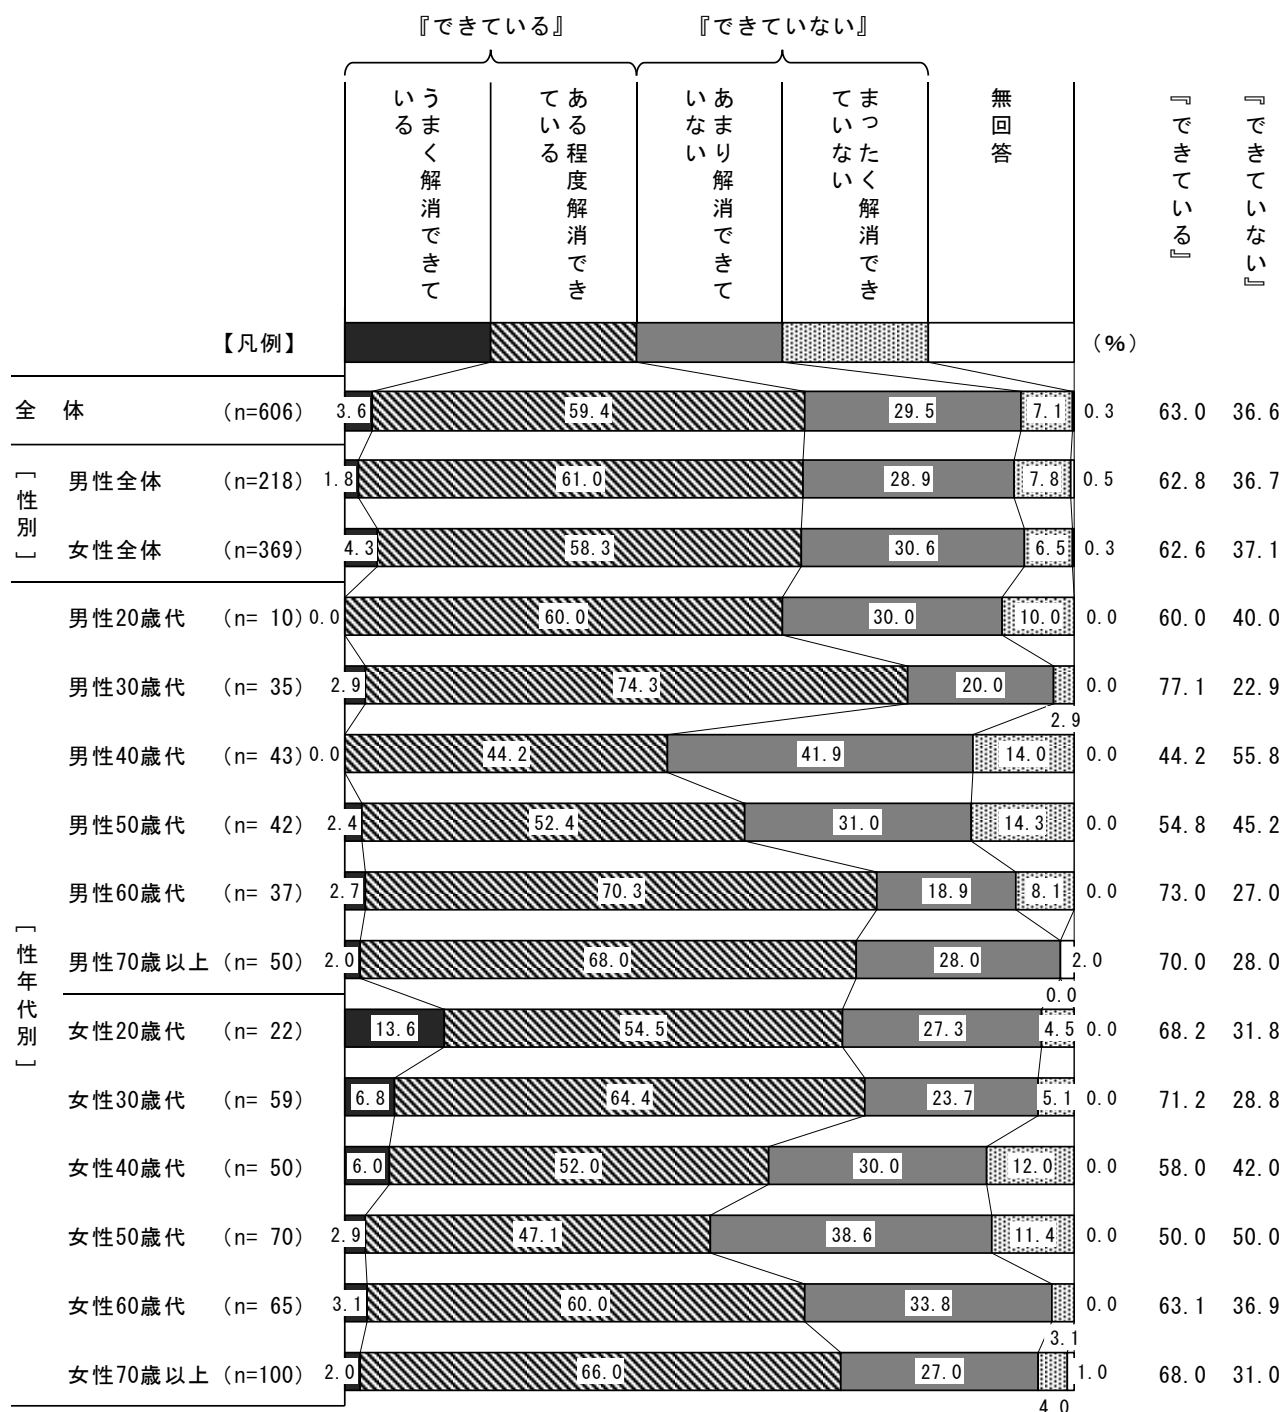 『できている』 『できていない』
うまく解消できて
いる
ある程度解消でき
ている
あまり解消できて
いない
まったく解消でき
ていない
無回答
『できている』
『できていない』
【凡例】 (%)
全 体 (n=606) 3.6 59.4 29.5 7.1 0.3 63.0 36.6
[性別]
男性全体 (n=218) 1.8 61.0 28.9 7.8 0.5 62.8 36.7
女性全体 (n=369) 4.3 58.3 30.6 6.5 0.3 62.6 37.1
[性年代別]
男性20歳代 (n= 10) 0.0 60.0 30.0 10.0 0.0 60.0 40.0
男性30歳代 (n= 35) 2.9 74.3 20.0 0.0 77.1 22.9
2.9
男性40歳代 (n= 43) 0.0 44.2 41.9 14.0 0.0 44.2 55.8
男性50歳代 (n= 42) 2.4 52.4 31.0 14.3 0.0 54.8 45.2
男性60歳代 (n= 37) 2.7 70.3 18.9 8.1 0.0 73.0 27.0
男性70歳以上 (n= 50) 2.0 68.0 28.0 2.0 70.0 28.0
0.0
女性20歳代 (n= 22) 13.6 54.5 27.3 4.5 0.0 68.2 31.8
女性30歳代 (n= 59) 6.8 64.4 23.7 5.1 0.0 71.2 28.8
女性40歳代 (n= 50) 6.0 52.0 30.0 12.0 0.0 58.0 42.0
女性50歳代 (n= 70) 2.9 47.1 38.6 11.4 0.0 50.0 50.0
女性60歳代 (n= 65) 3.1 60.0 33.8 0.0 63.1 36.9
3.1
女性70歳以上 (n=100) 2.0 66.0 27.0 1.0 68.0 31.0
4.0